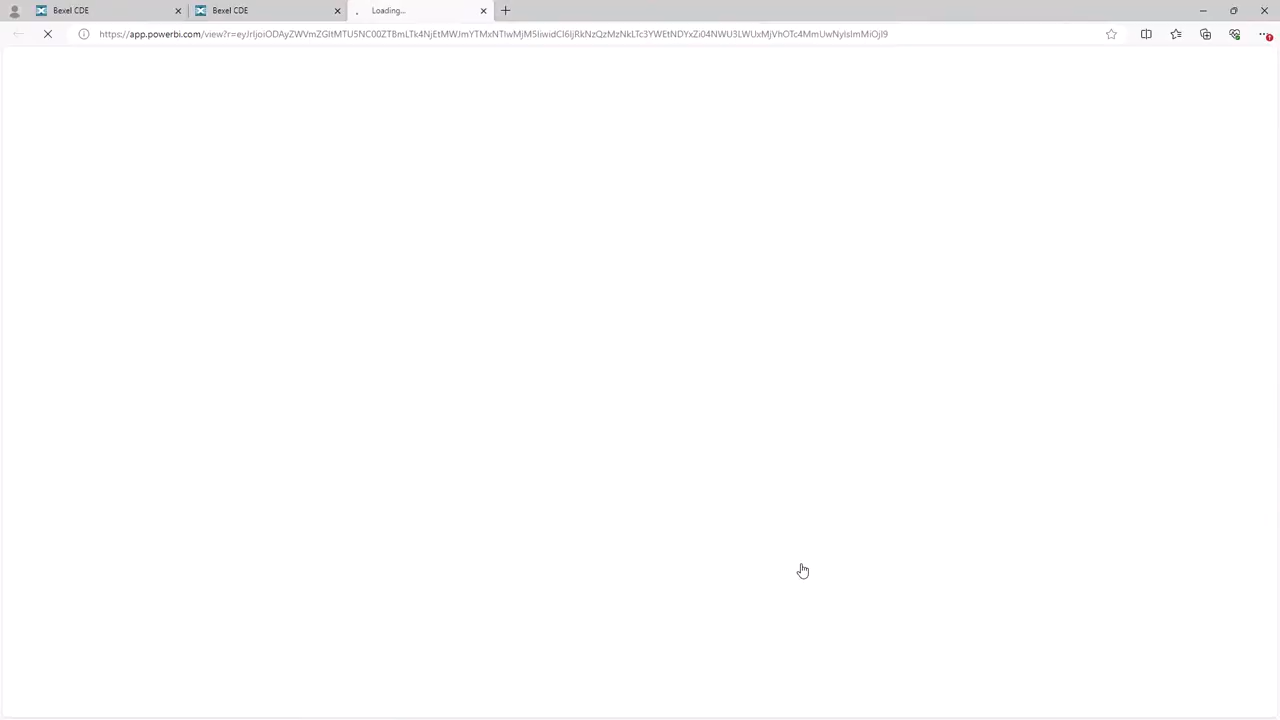 Bexel CDE
Bexel CDE
Loading...
https://app.powerbi.com/view?r=eyJrIjoiODAyZWVmZGItMTU5NC00ZTBmLTk4NjEtMWJmYTMxNTIwMjM5IiwidCI6IjRkNzQzMzNkLTc3YWEtNDYxZi04NWU3LWUxMjVhOTc4MmUwNyIsImMiOjl9